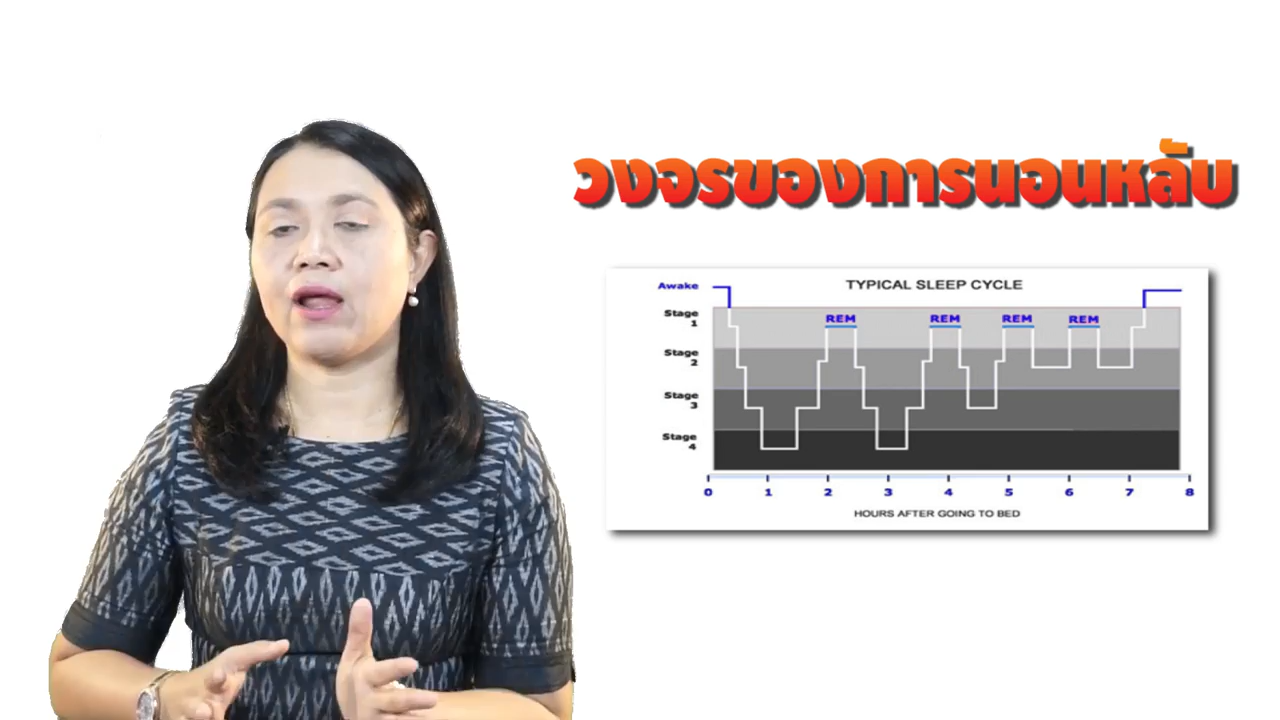 วงจรของการนอนหลับ
TYPICAL SLEEP CYCLE
Awake
Stage 1
REM REM REM REM
Stage 2
Stage 3
Stage 4
0 1 2 3 4 5 6 7 8
HOURS AFTER GOING TO BED